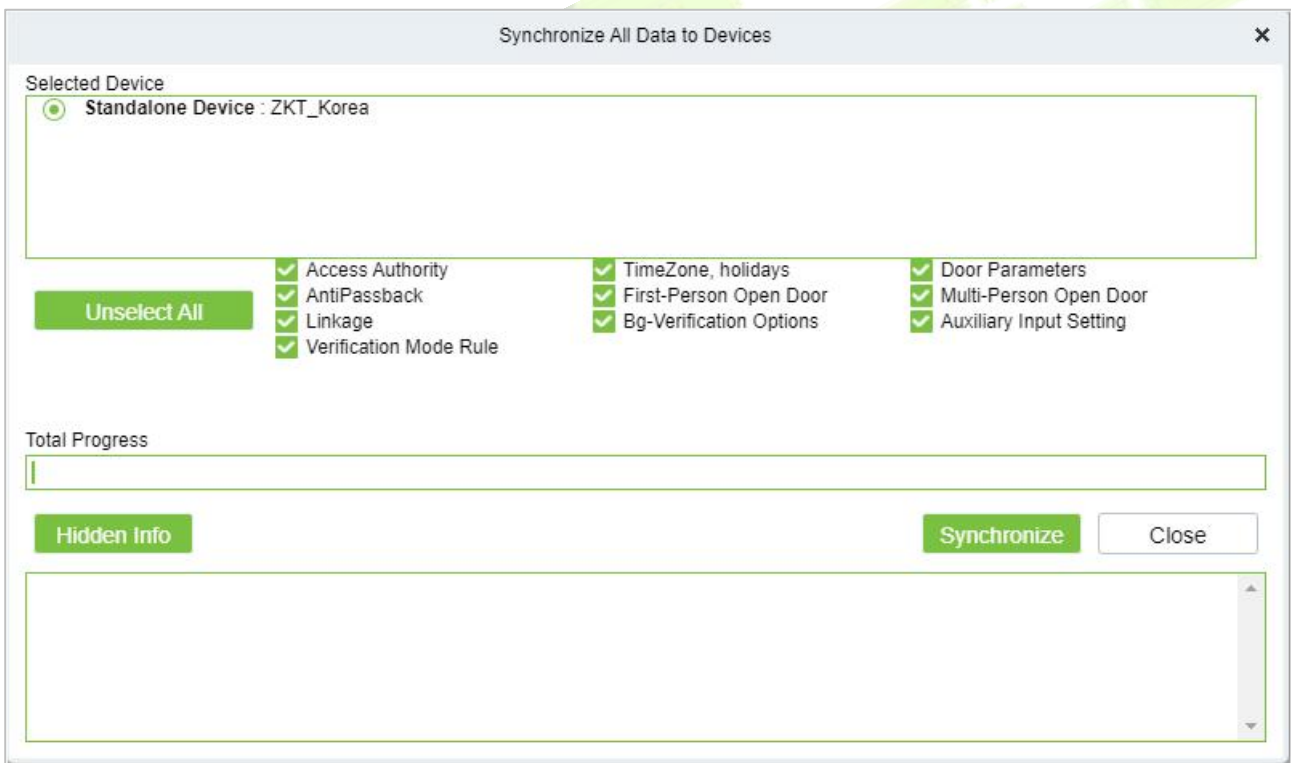 Synchronize All Data to Devices
Selected Device
Standalone Device : ZKT_Korea
Unselect All
Access Authority
TimeZone, holidays
Door Parameters
AntiPassback
First-Person Open Door
Multi-Person Open Door
Linkage
Bg-Verification Options
Auxiliary Input Setting
Verification Mode Rule
Total Progress
Hidden Info
Synchronize
Close